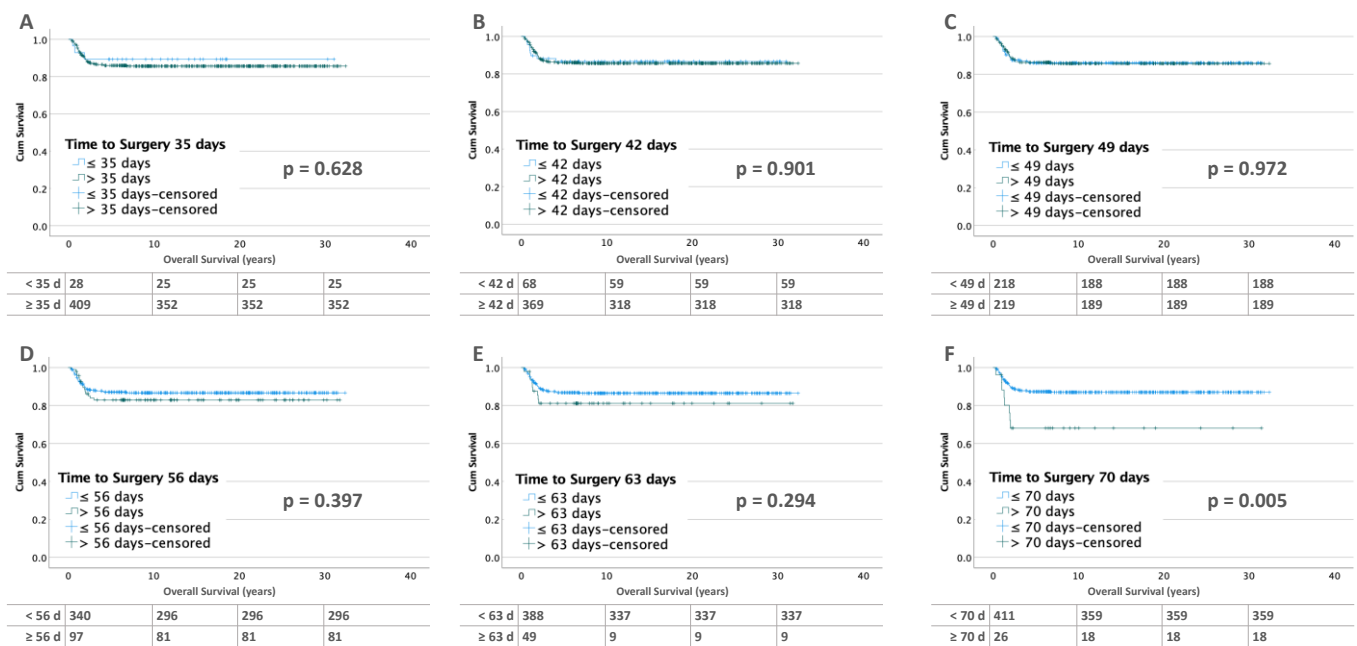 A
Cum Survival
1.0
0.8
0.6
0.4
0.2
0.0
Time to Surgery 35 days
≤ 35 days
> 35 days
≤ 35 days-censored
> 35 days-censored
p = 0.628
0 10 20 30 40
Overall Survival (years)
< 35 d 28 25 25 25
≥ 35 d 409 352 352 352
B
Cum Survival
1.0
0.8
0.6
0.4
0.2
0.0
Time to Surgery 42 days
≤ 42 days
> 42 days
≤ 42 days-censored
> 42 days-censored
p = 0.901
0 10 20 30 40
Overall Survival (years)
< 42 d 68 59 59 59
≥ 42 d 369 318 318 318
C
Cum Survival
1.0
0.8
0.6
0.4
0.2
0.0
Time to Surgery 49 days
≤ 49 days
> 49 days
≤ 49 days-censored
> 49 days-censored
p = 0.972
0 10 20 30 40
Overall Survival (years)
< 49 d 218 188 188 188
≥ 49 d 219 189 189 189
D
Cum Survival
1.0
0.8
0.6
0.4
0.2
0.0
Time to Surgery 56 days
≤ 56 days
> 56 days
≤ 56 days-censored
> 56 days-censored
p = 0.397
0 10 20 30 40
Overall Survival (years)
< 56 d 340 296 296 296
≥ 56 d 97 81 81 81
E
Cum Survival
1.0
0.8
0.6
0.4
0.2
0.0
Time to Surgery 63 days
≤ 63 days
> 63 days
≤ 63 days-censored
> 63 days-censored
p = 0.294
0 10 20 30 40
Overall Survival (years)
< 63 d 388 337 337 337
≥ 63 d 49 9 9 9
F
Cum Survival
1.0
0.8
0.6
0.4
0.2
0.0
Time to Surgery 70 days
≤ 70 days
> 70 days
≤ 70 days-censored
> 70 days-censored
p = 0.005
0 10 20 30 40
Overall Survival (years)
< 70 d 411 359 359 359
≥ 70 d 26 18 18 18